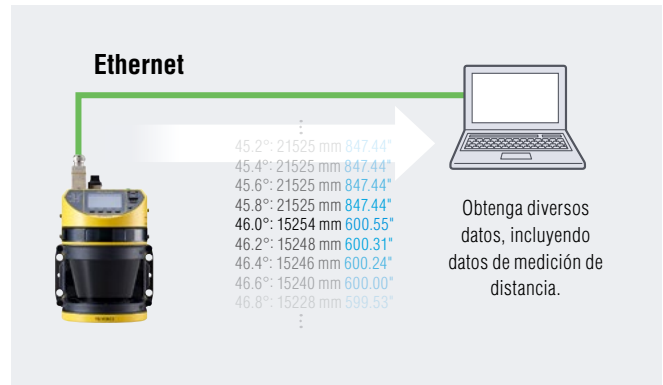 Ethernet
⋮
45.2°: 21525 mm 847.44"
45.4°: 21525 mm 847.44"
45.6°: 21525 mm 847.44"
45.8°: 21525 mm 847.44"
46.0°: 15254 mm 600.55"
46.2°: 15248 mm 600.31"
46.4°: 15246 mm 600.24"
46.6°: 15240 mm 600.00"
46.8°: 15228 mm 599.53"
⋮
Obtenga diversos
datos, incluyendo
datos de medición de
distancia.